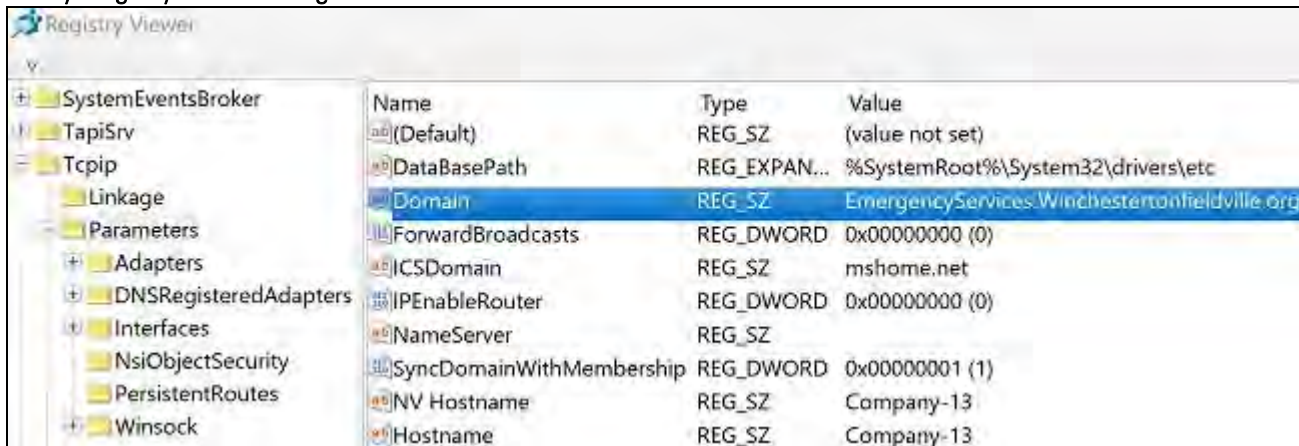 Registry Viewer
SystemEventsBroker
TapiSrv
Tcpip
Linkage
Parameters
Adapters
DNSRegisteredAdapters
Interfaces
NsiObjectSecurity
PersistentRoutes
Winsock
Name Type Value
(Default) REG_SZ (value not set)
DataBasePath REG_EXPAN... %SystemRoot%\System32\drivers\etc
Domain REG_SZ EmergencyServices.Winchestertonfieldville.org
ForwardBroadcasts REG_DWORD 0x00000000 (0)
ICSDomain REG_SZ mshome.net
IPEnableRouter REG_DWORD 0x00000000 (0)
NameServer REG_SZ
SyncDomainWithMembership REG_DWORD 0x00000001 (1)
NV Hostname REG_SZ Company-13
Hostname REG_SZ Company-13